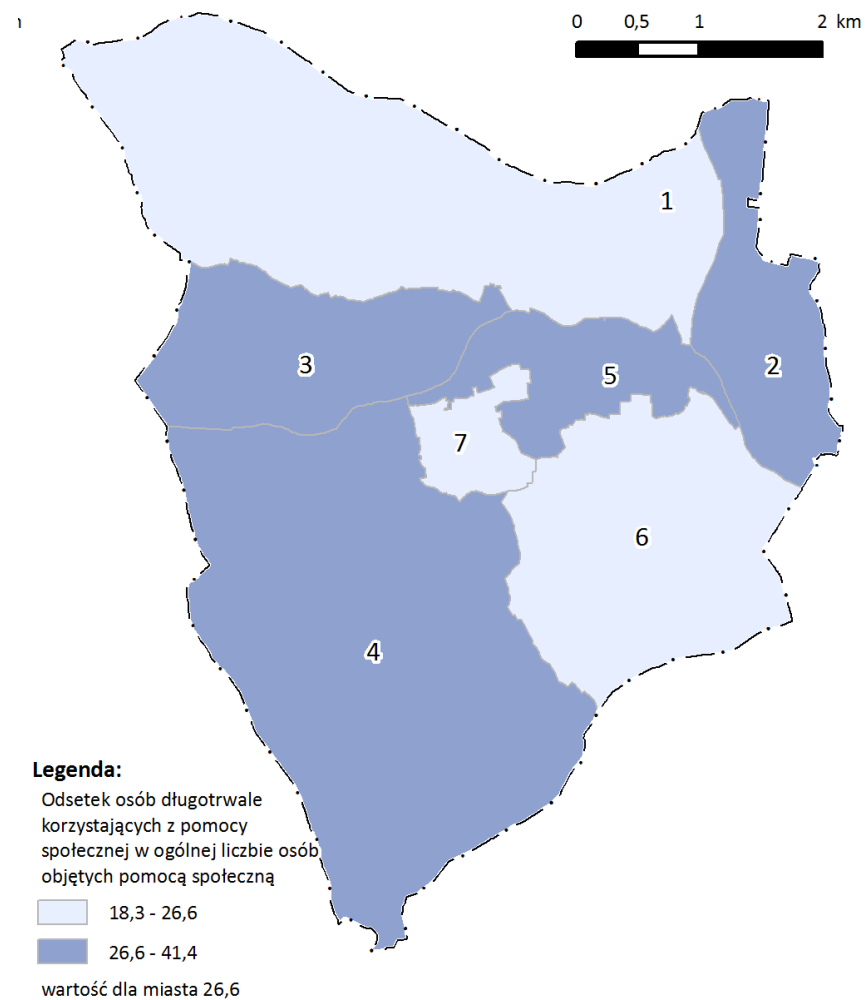 0 0,5 1 2 km
1
3
5
2
7
6
4
Legenda:
Odsetek osób długotrwale
korzystających z pomocy
społecznej w ogólnej liczbie osób
objętych pomocą społeczną
18,3 - 26,6
26,6 - 41,4
wartość dla miasta 26,6